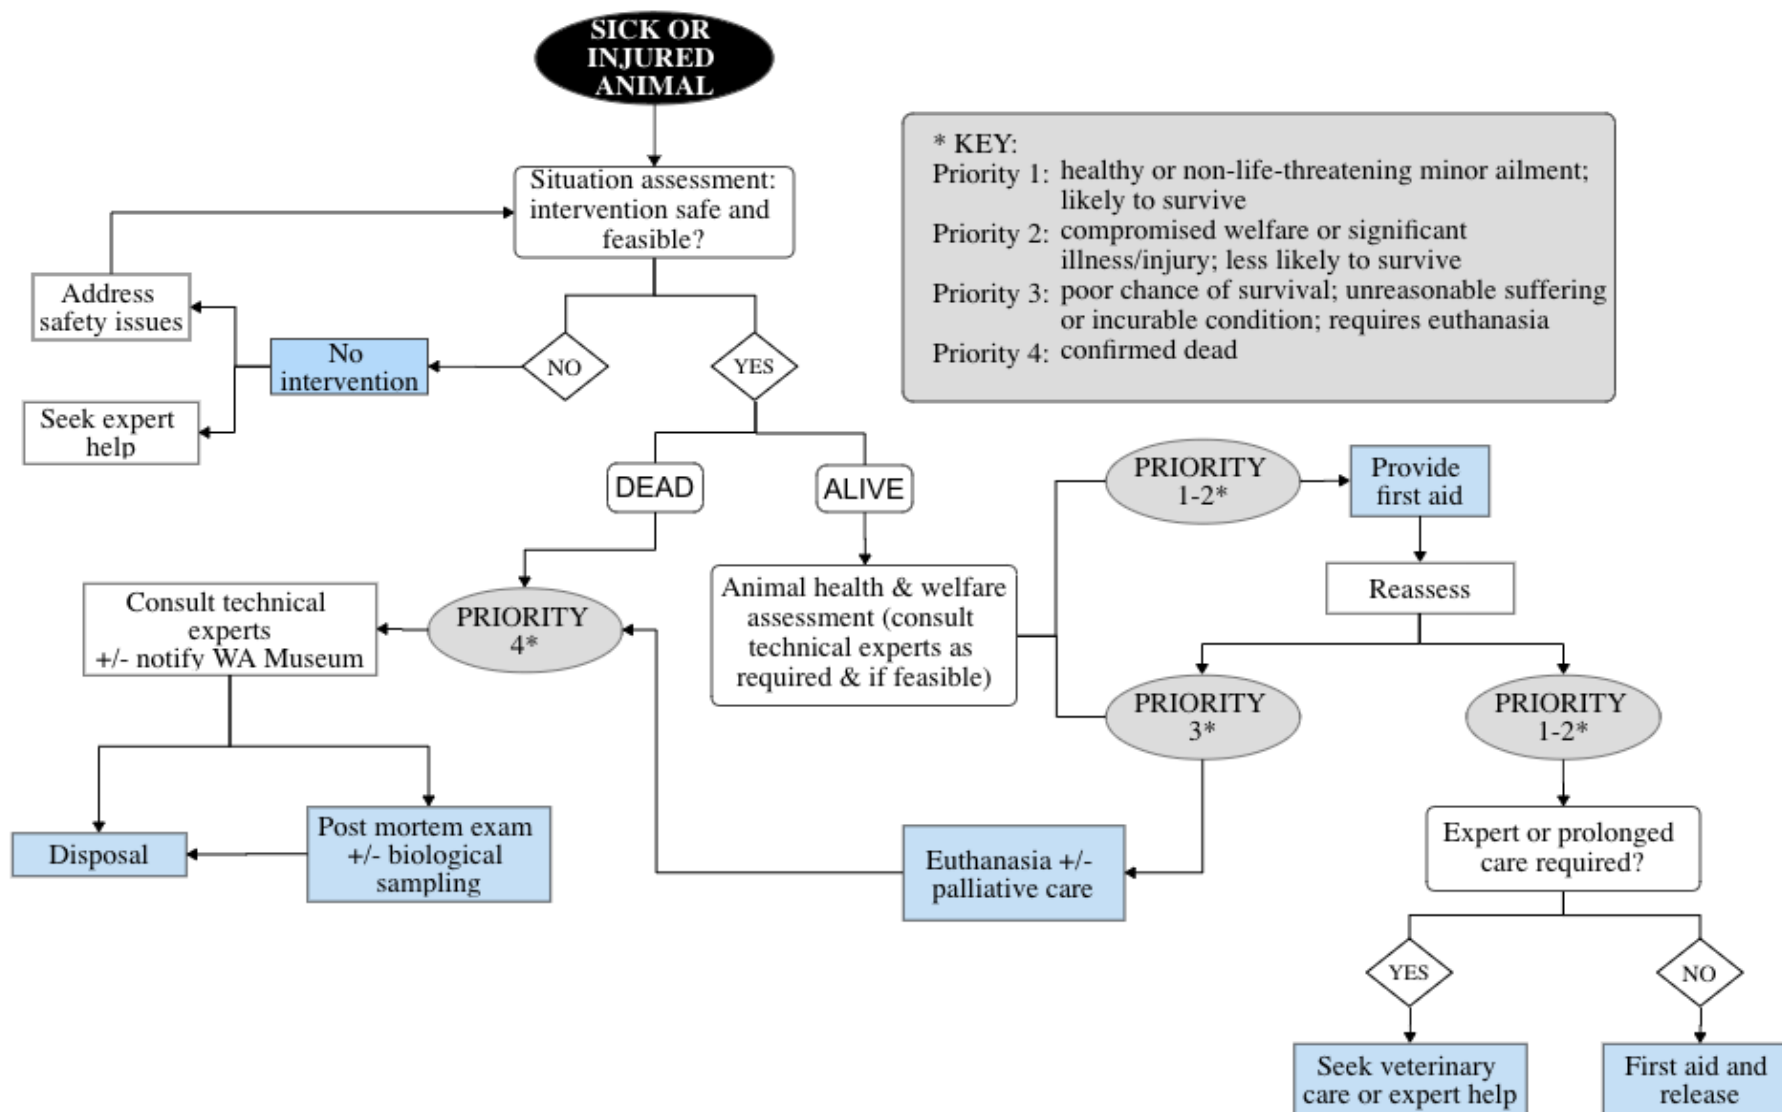 SICK OR
INJURED
ANIMAL
Situation assessment:
intervention safe and
feasible?
* KEY:
Priority 1: healthy or non-life-threatening minor ailment;
likely to survive
Priority 2: compromised welfare or significant
illness/injury; less likely to survive
Priority 3: poor chance of survival; unreasonable suffering
or incurable condition; requires euthanasia
Priority 4: confirmed dead
Address
safety issues
No
intervention
NO
YES
Seek expert
help
DEAD
ALIVE
PRIORITY
1-2*
Provide
first aid
Reassess
Animal health & welfare
assessment (consult
technical experts as
required & if feasible)
Consult technical
experts
+/- notify WA Museum
PRIORITY
4*
PRIORITY
3*
PRIORITY
1-2*
Disposal
Post mortem exam
+/- biological
sampling
Euthanasia +/-
palliative care
Expert or prolonged
care required?
YES
NO
Seek veterinary
care or expert help
First aid and
release